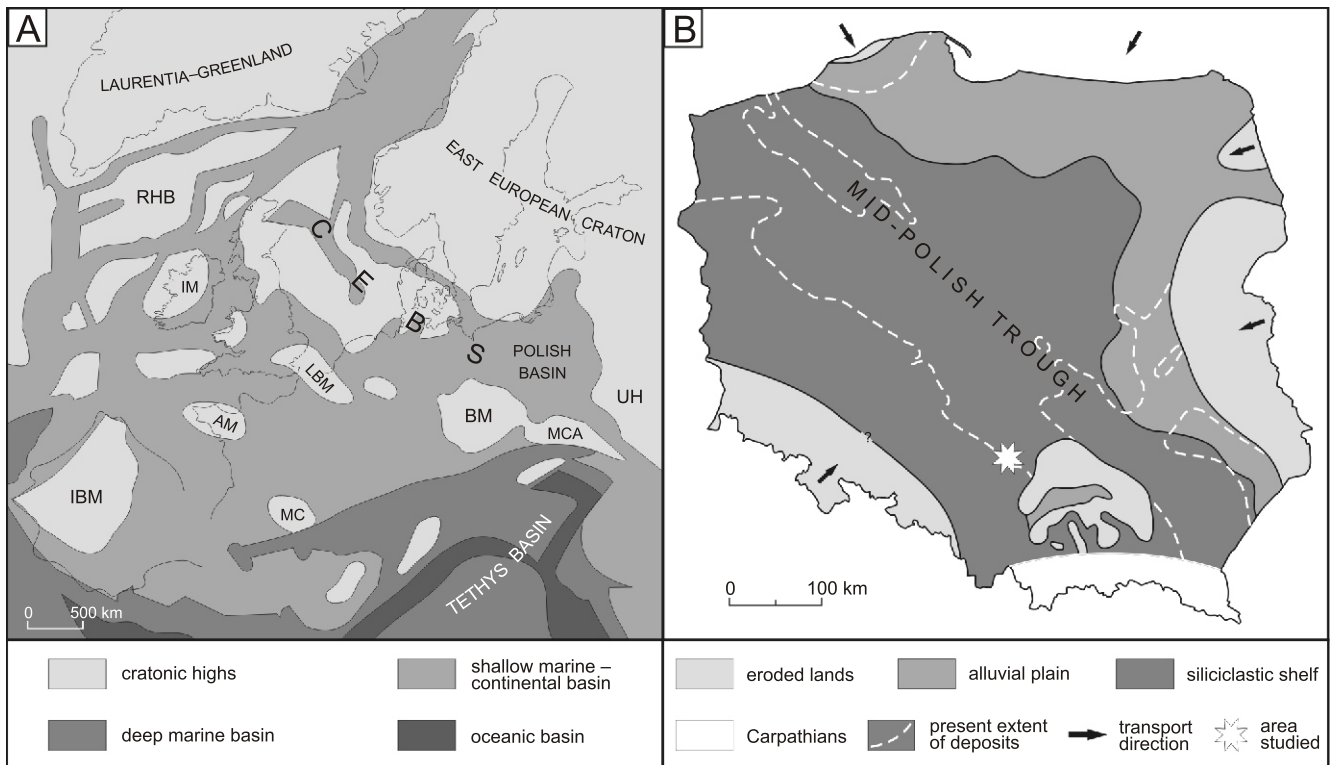 A
LAURENTIA–GREENLAND
EAST EUROPEAN CRATON
RHB
C
E
B
S
IM
POLISH
BASIN
LBM
UH
AM
BM
MCA
IBM
MC
TETHYS BASIN
0 500 km
cratonic highs
shallow marine –
continental basin
deep marine basin
oceanic basin
B
MID-POLISH TROUGH
?
0 100 km
eroded lands
alluvial plain
siliciclastic shelf
Carpathians
present extent
of deposits
transport
direction
area
studied